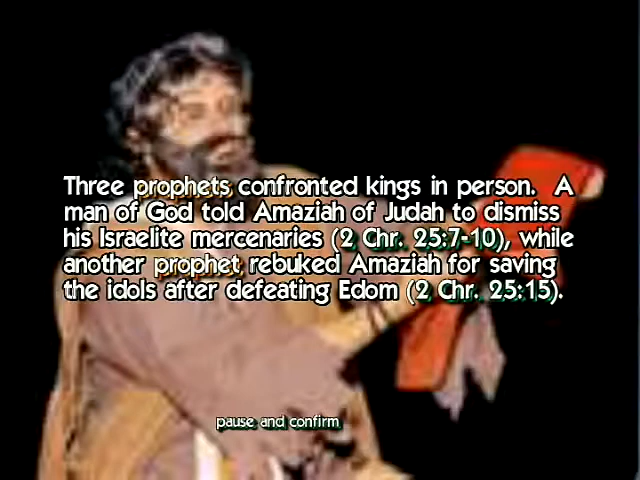 Three prophets confronted kings in person. A
man of God told Amaziah of Judah to dismiss
his Israelite mercenaries (2 Chr. 25:7-10), while
another prophet rebuked Amaziah for saving
the idols after defeating Edom (2 Chr. 25:15).
pause and confirm